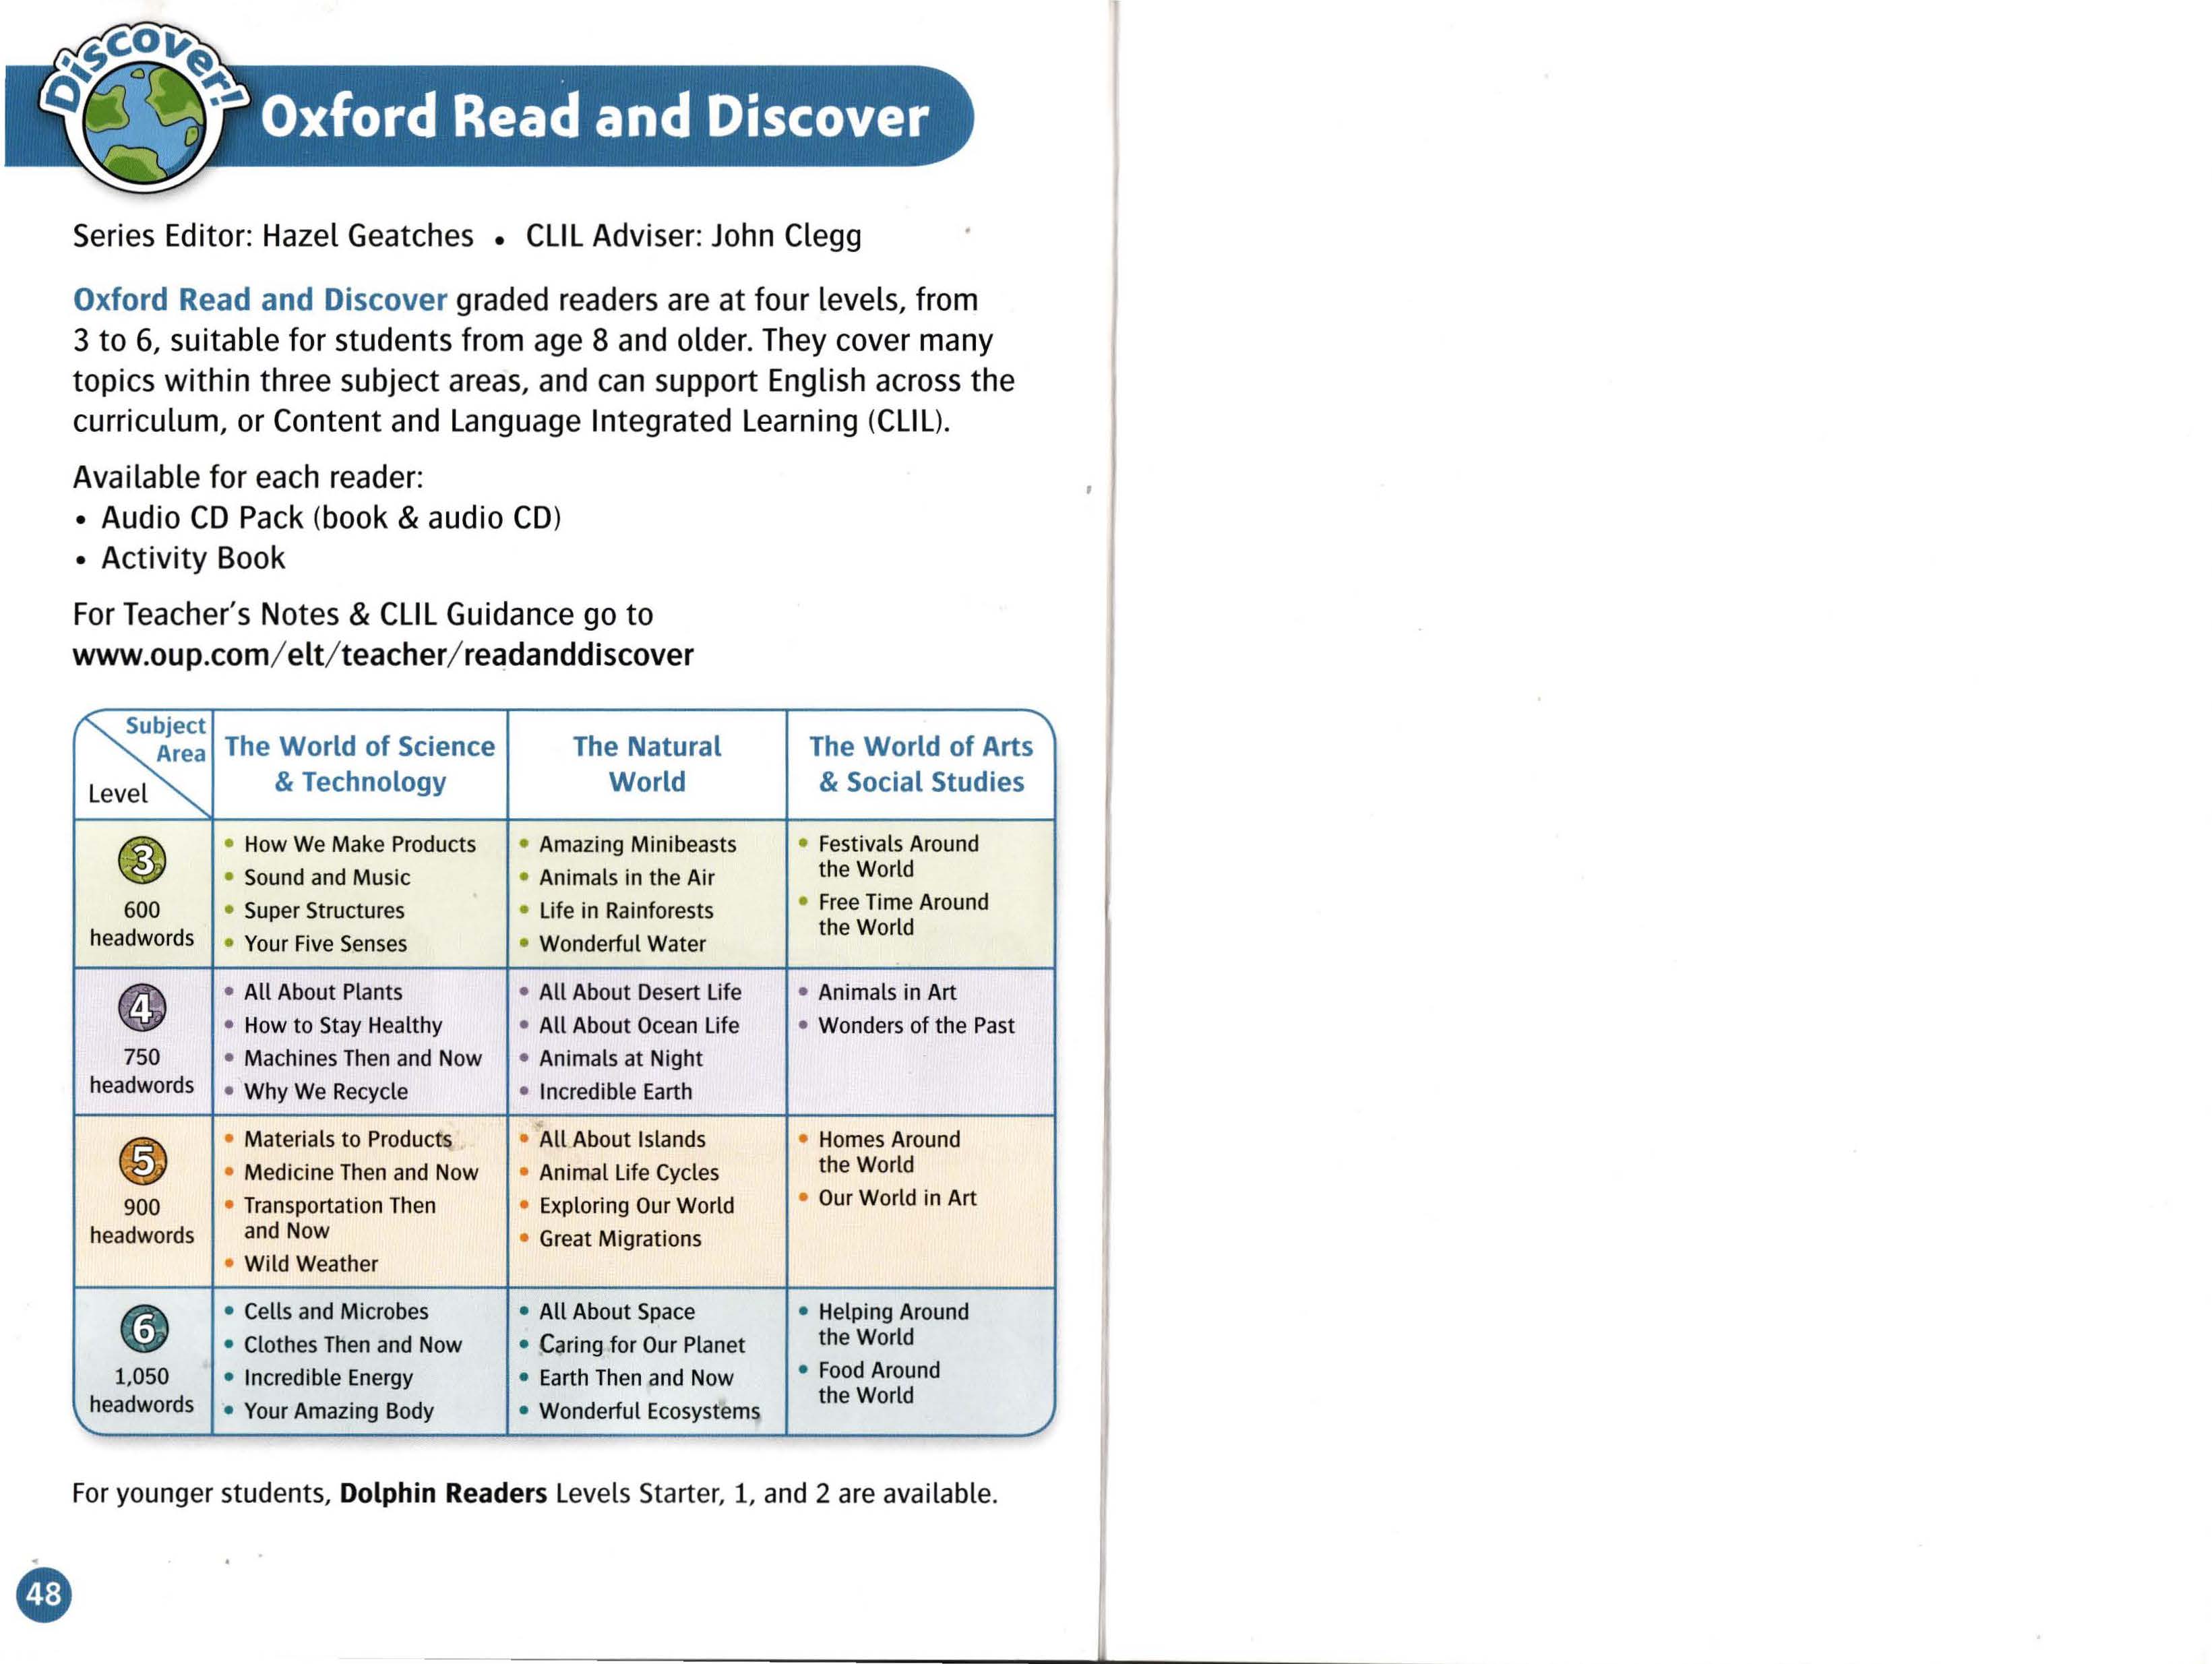 Discover!
Oxford Read and Discover
Series Editor: Hazel Geatches • CLIL Adviser: John Clegg
Oxford Read and Discover graded readers are at four levels, from
3 to 6, suitable for students from age 8 and older. They cover many
topics within three subject areas, and can support English across the
curriculum, or Content and Language Integrated Learning (CLIL).
Available for each reader:
• Audio CD Pack (book & audio CD)
• Activity Book
For Teacher's Notes & CLIL Guidance go to
www.oup.com/elt/teacher/readanddiscover
Subject
Area
Level
The World of Science
& Technology
The Natural
World
The World of Arts
& Social Studies
3
600
headwords
• How We Make Products
• Sound and Music
• Super Structures
• Your Five Senses
• Amazing Minibeasts
• Animals in the Air
• Life in Rainforests
• Wonderful Water
• Festivals Around
the World
• Free Time Around
the World
4
750
headwords
• All About Plants
• How to Stay Healthy
• Machines Then and Now
• Why We Recycle
• All About Desert Life
• All About Ocean Life
• Animals at Night
• Incredible Earth
• Animals in Art
• Wonders of the Past
5
900
headwords
• Materials to Products
• Medicine Then and Now
• Transportation Then
and Now
• Wild Weather
• All About Islands
• Animal Life Cycles
• Exploring Our World
• Great Migrations
• Homes Around
the World
• Our World in Art
6
1,050
headwords
• Cells and Microbes
• Clothes Then and Now
• Incredible Energy
• Your Amazing Body
• All About Space
• Caring for Our Planet
• Earth Then and Now
• Wonderful Ecosystems
• Helping Around
the World
• Food Around
the World
For younger students, Dolphin Readers Levels Starter, 1, and 2 are available.
48